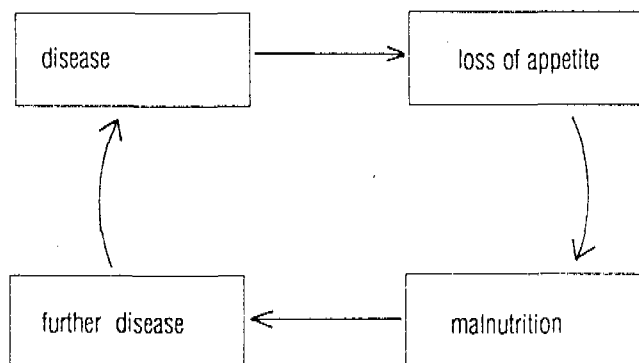 disease
loss of appetite
further disease
malnutrition